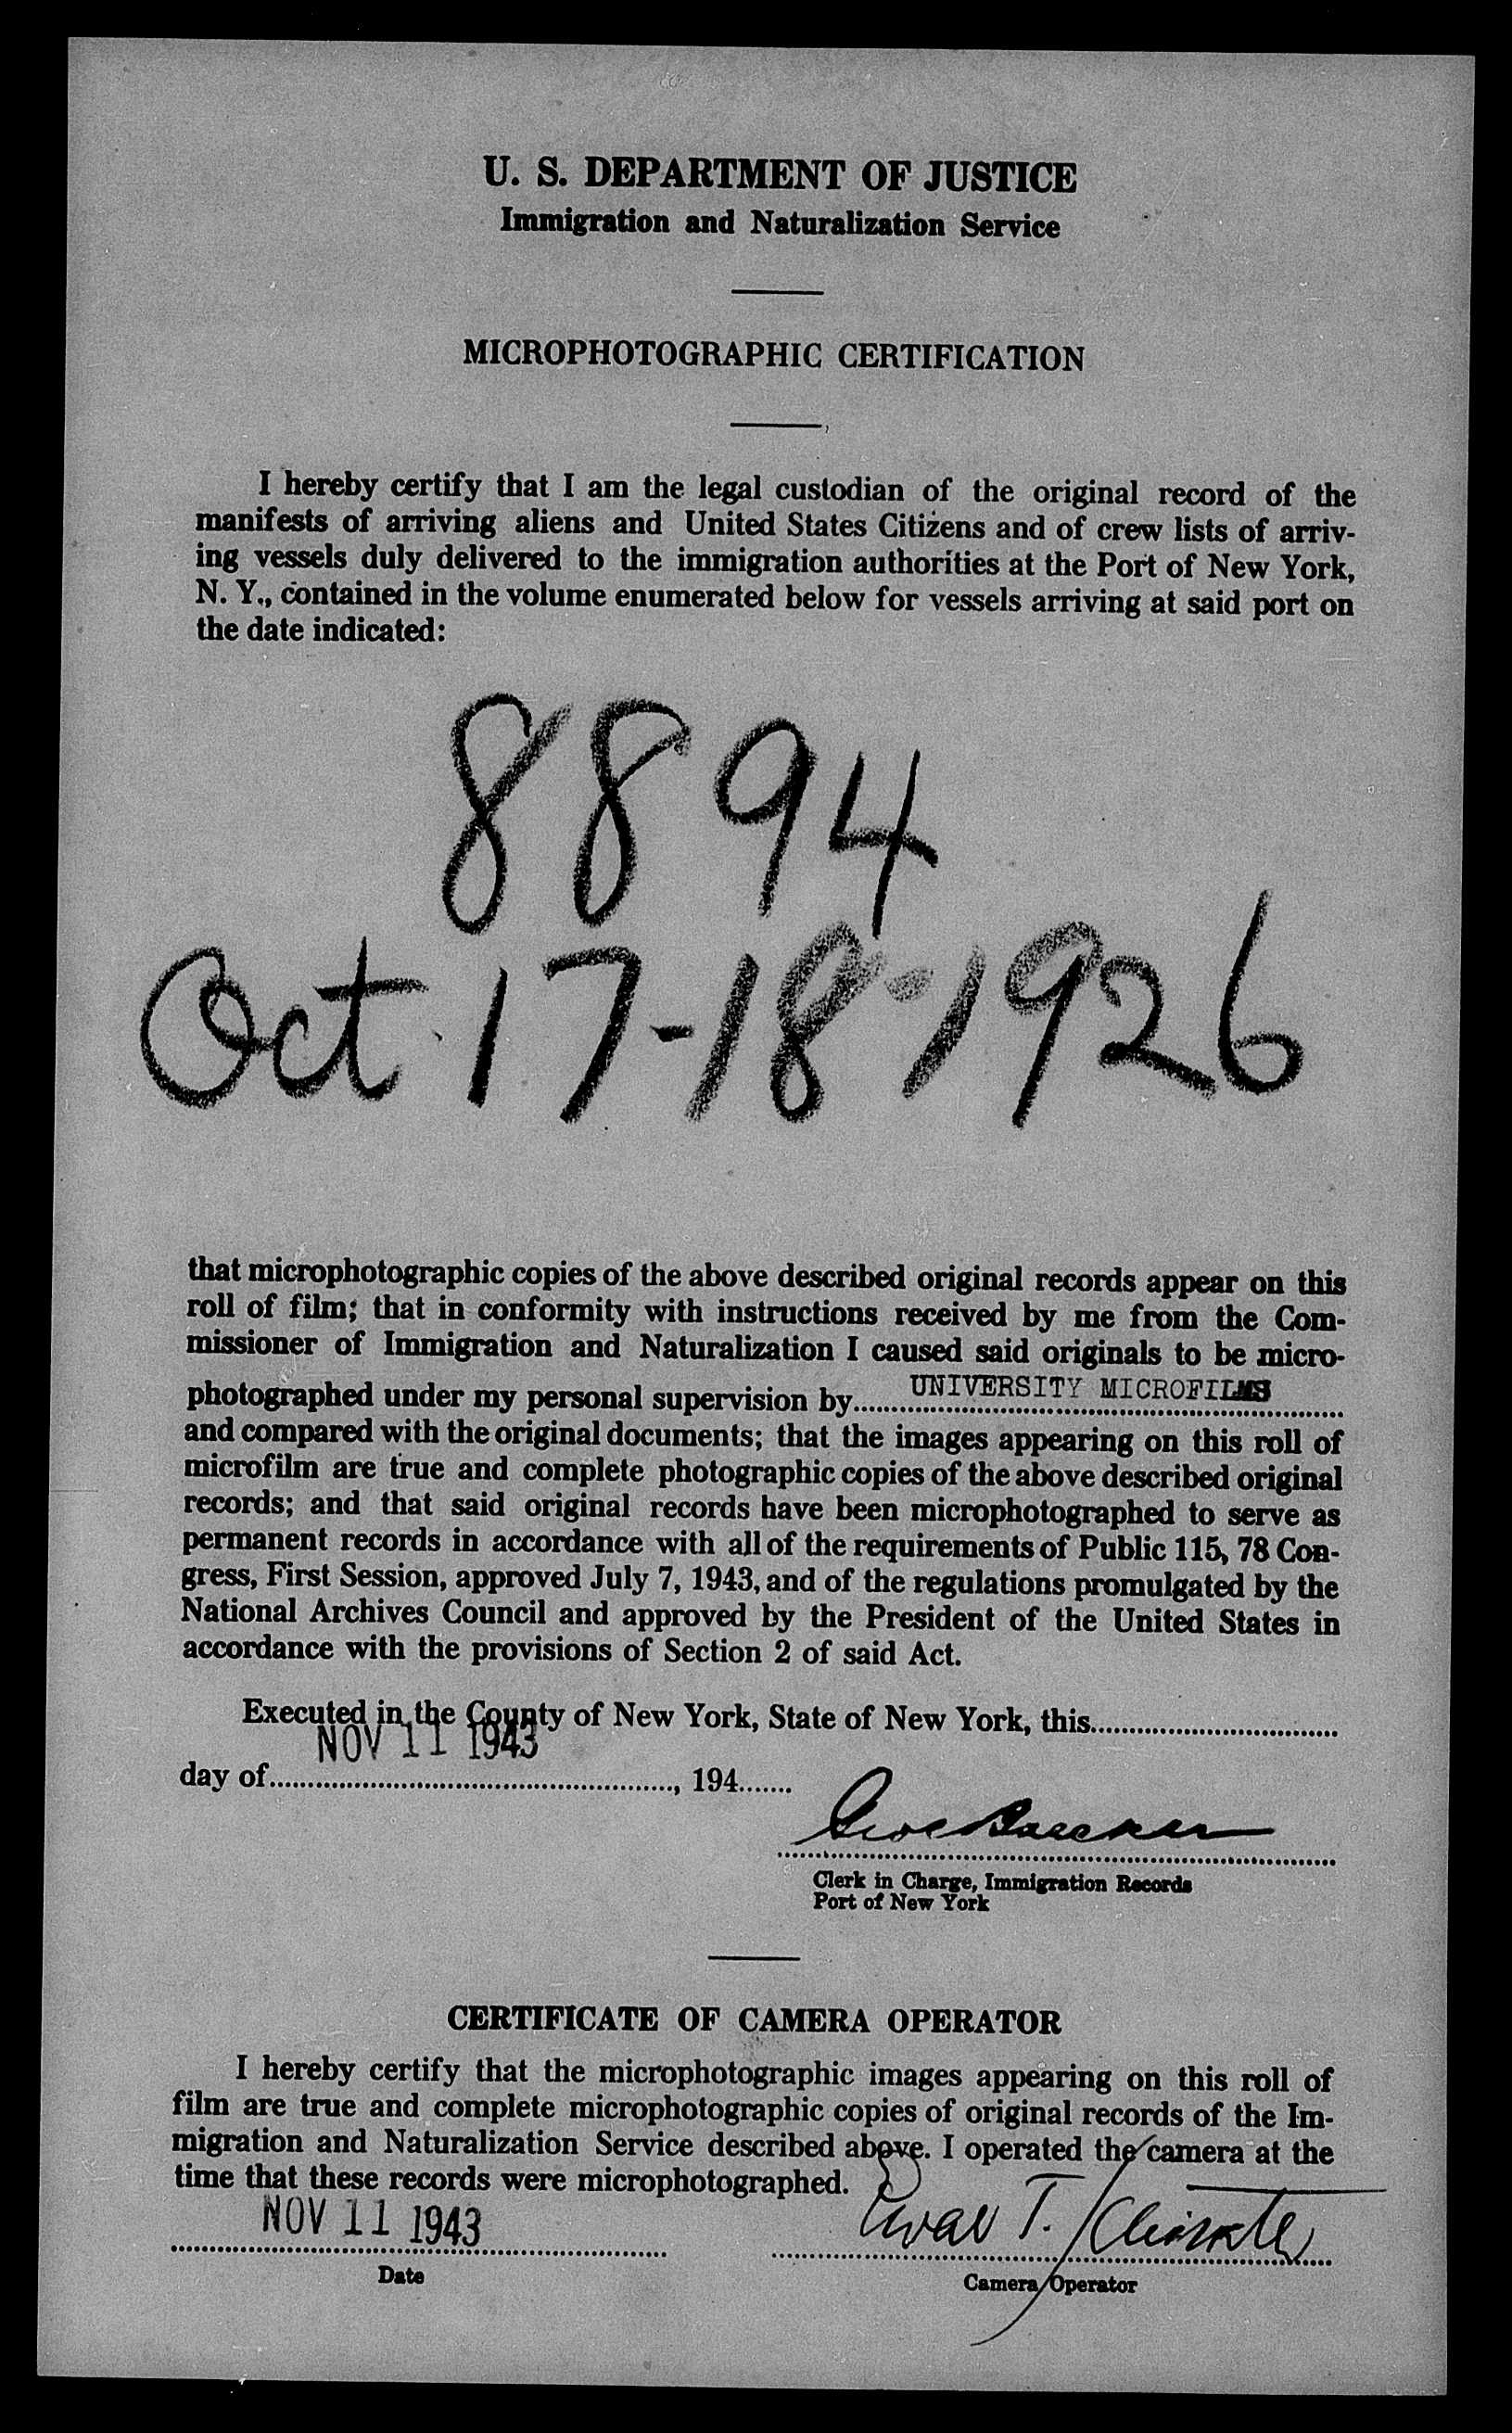 U. S. DEPARTMENT OF JUSTICE
Immigration and Naturalization Service
MICROPHOTOGRAPHIC CERTIFICATION
I hereby certify that I am the legal custodian of the original record of the
manifests of arriving aliens and United States Citizens and of crew lists of arriv-
ing vessels duly delivered to the immigration authorities at the Port of New York,
N. Y., contained in the volume enumerated below for vessels arriving at said port on
the date indicated:
8894
Oct. 17-18-1926
that microphotographic copies of the above described original records appear on this
roll of film; that in conformity with instructions received by me from the Com-
missioner of Immigration and Naturalization I caused said originals to be micro-
photographed under my personal supervision by UNIVERSITY MICROFILMS
and compared with the original documents; that the images appearing on this roll of
microfilm are true and complete photographic copies of the above described original
records; and that said original records have been microphotographed to serve as
permanent records in accordance with all of the requirements of Public 115, 78 Con-
gress, First Session, approved July 7, 1943, and of the regulations promulgated by the
National Archives Council and approved by the President of the United States in
accordance with the provisions of Section 2 of said Act.
Executed in the County of New York, State of New York, this
NOV 11 1943
day of, 194
Clerk in Charge, Immigration Records
Port of New York
CERTIFICATE OF CAMERA OPERATOR
I hereby certify that the microphotographic images appearing on this roll of
film are true and complete microphotographic copies of original records of the Im-
migration and Naturalization Service described above. I operated the camera at the
time that these records were microphotographed.
NOV 11 1943
T.
Date
Camera Operator